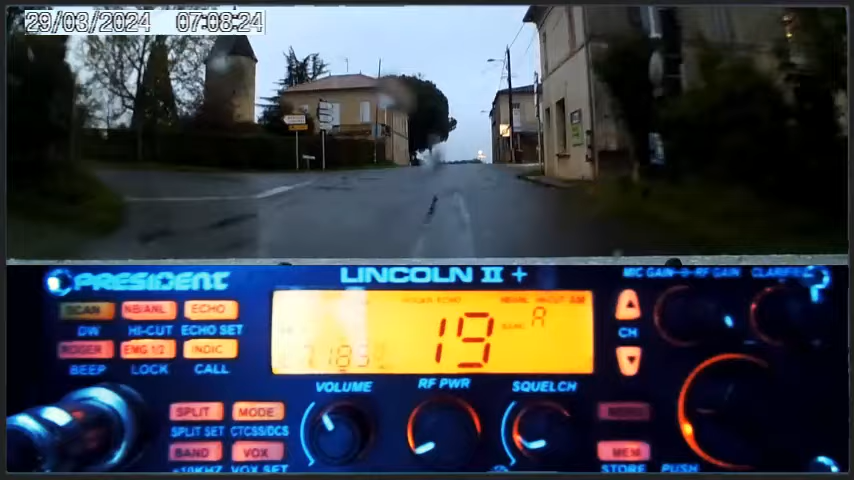 29/03/2024 07:08:24
PRESIDENT
LINCOLN II +
MIC GAIN RF GAIN
SCAN NB/ANL ECHO
DW HI-CUT ECHO SET
ROGER EMG 1/2 INDIC
BEEP LOCK CALL
19
A
CH
VOLUME RF PWR SQUELCH
SPLIT MODE
SPLIT SET CTCSS/DCS
BAND VOX
VOX SET
MEM
STORE PUSH